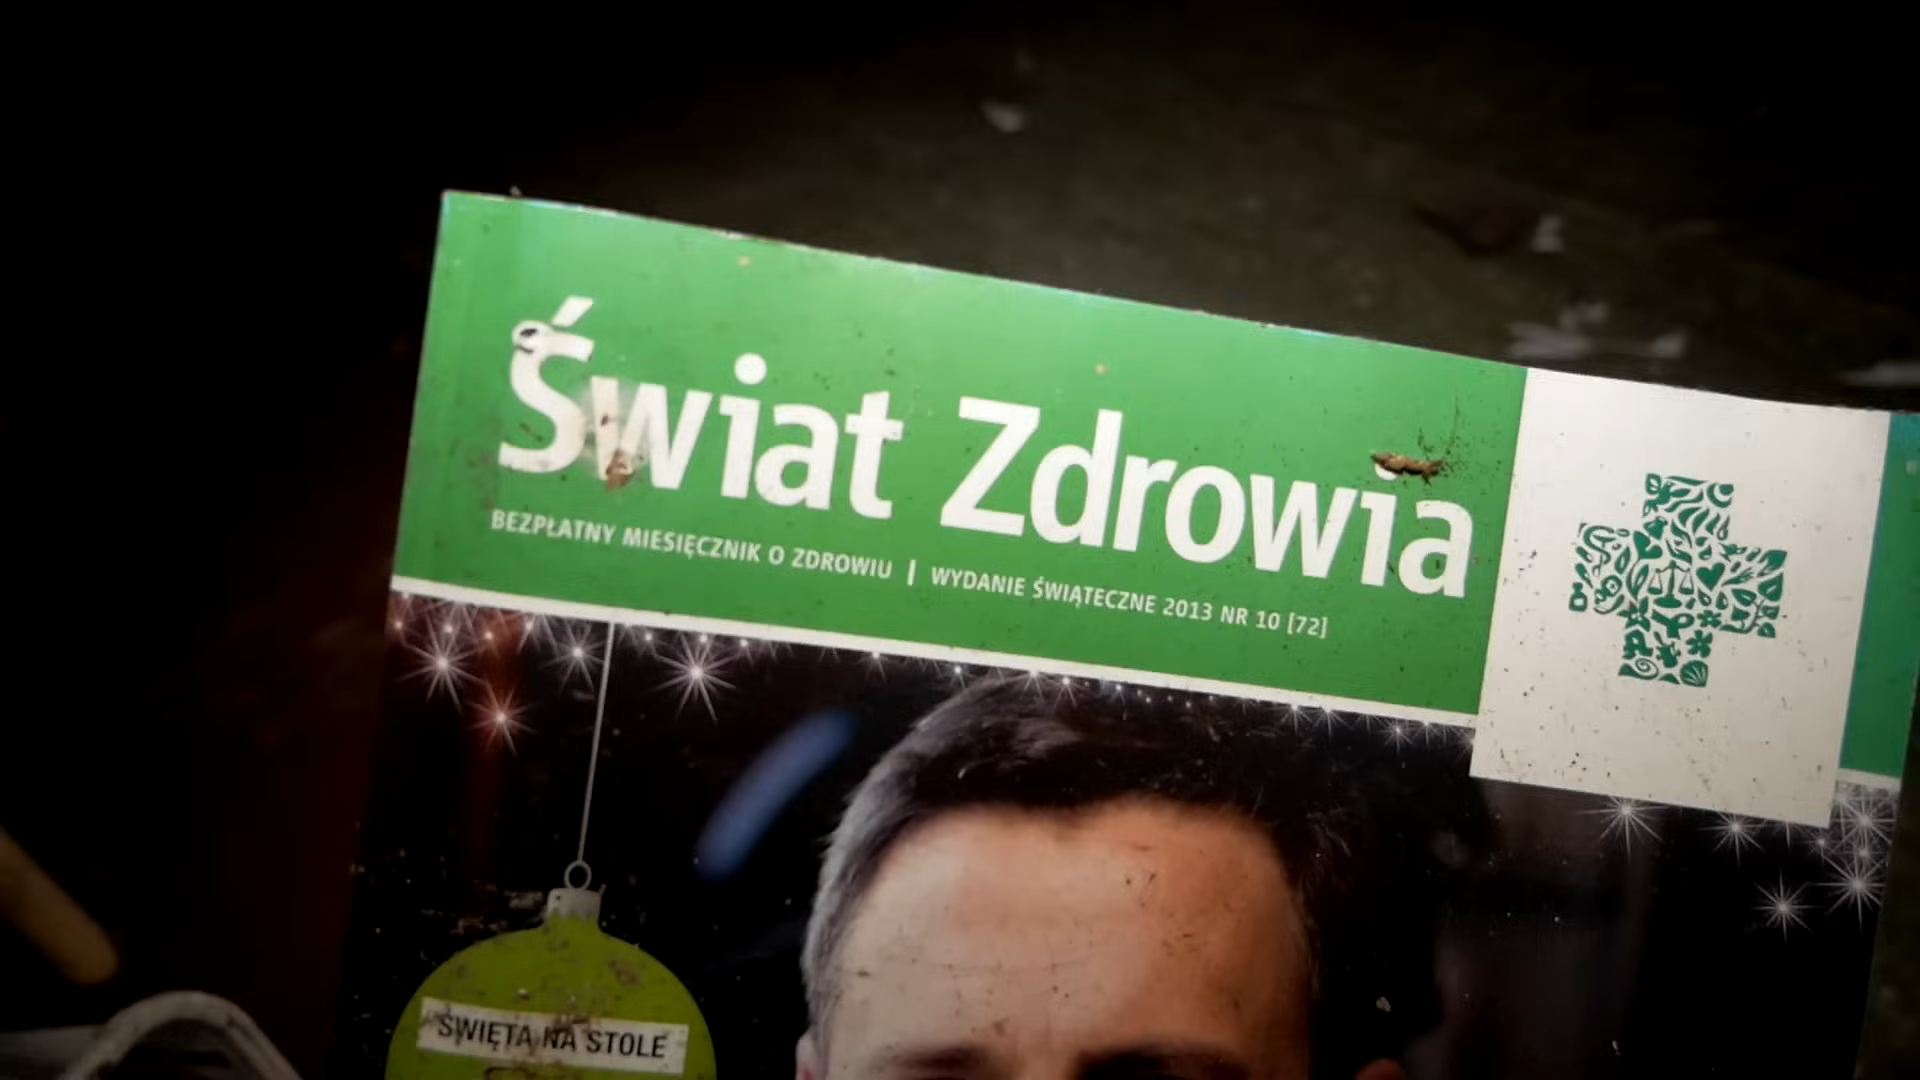 Świat Zdrowia
BEZPŁATNY MIESIĘCZNIK O ZDROWIU | WYDANIE ŚWIĄTECZNE 2013 NR 10 [72]
ŚWIĘTA NA STOLE